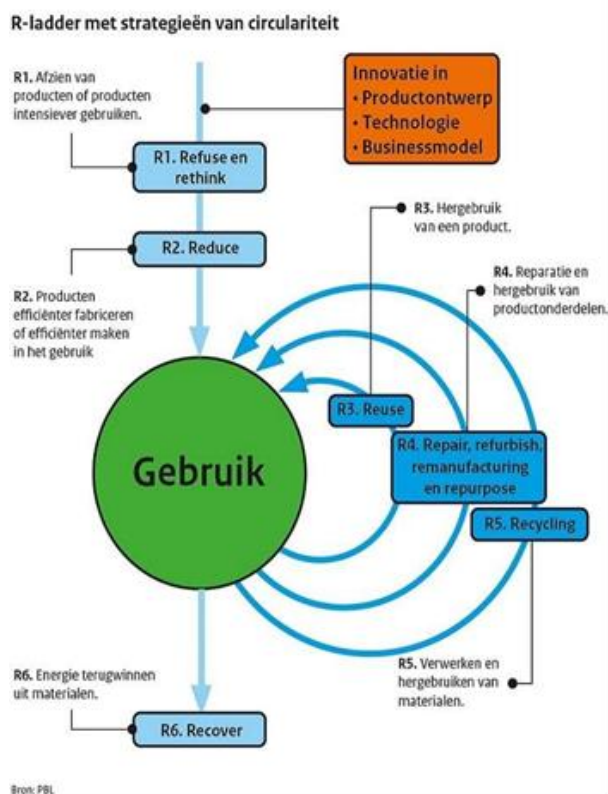 R-ladder met strategieën van circulariteit
R1. Afzien van
producten of producten
intensiever gebruiken.
Innovatie in
• Productontwerp
• Technologie
• Businessmodel
R1. Refuse en
rethink
R2. Reduce
R2. Producten
efficiënter fabriceren
of efficiënter maken
in het gebruik
R3. Hergebruik
van een product.
R4. Reparatie en
hergebruik van
productonderdelen.
R3. Reuse
R4. Repair, refurbish,
remanufacturing
en repurpose
R5. Recycling
Gebruik
R5. Verwerken en
hergebruiken van
materialen.
R6. Energie terugwinnen
uit materialen.
R6. Recover
Bron: PBL